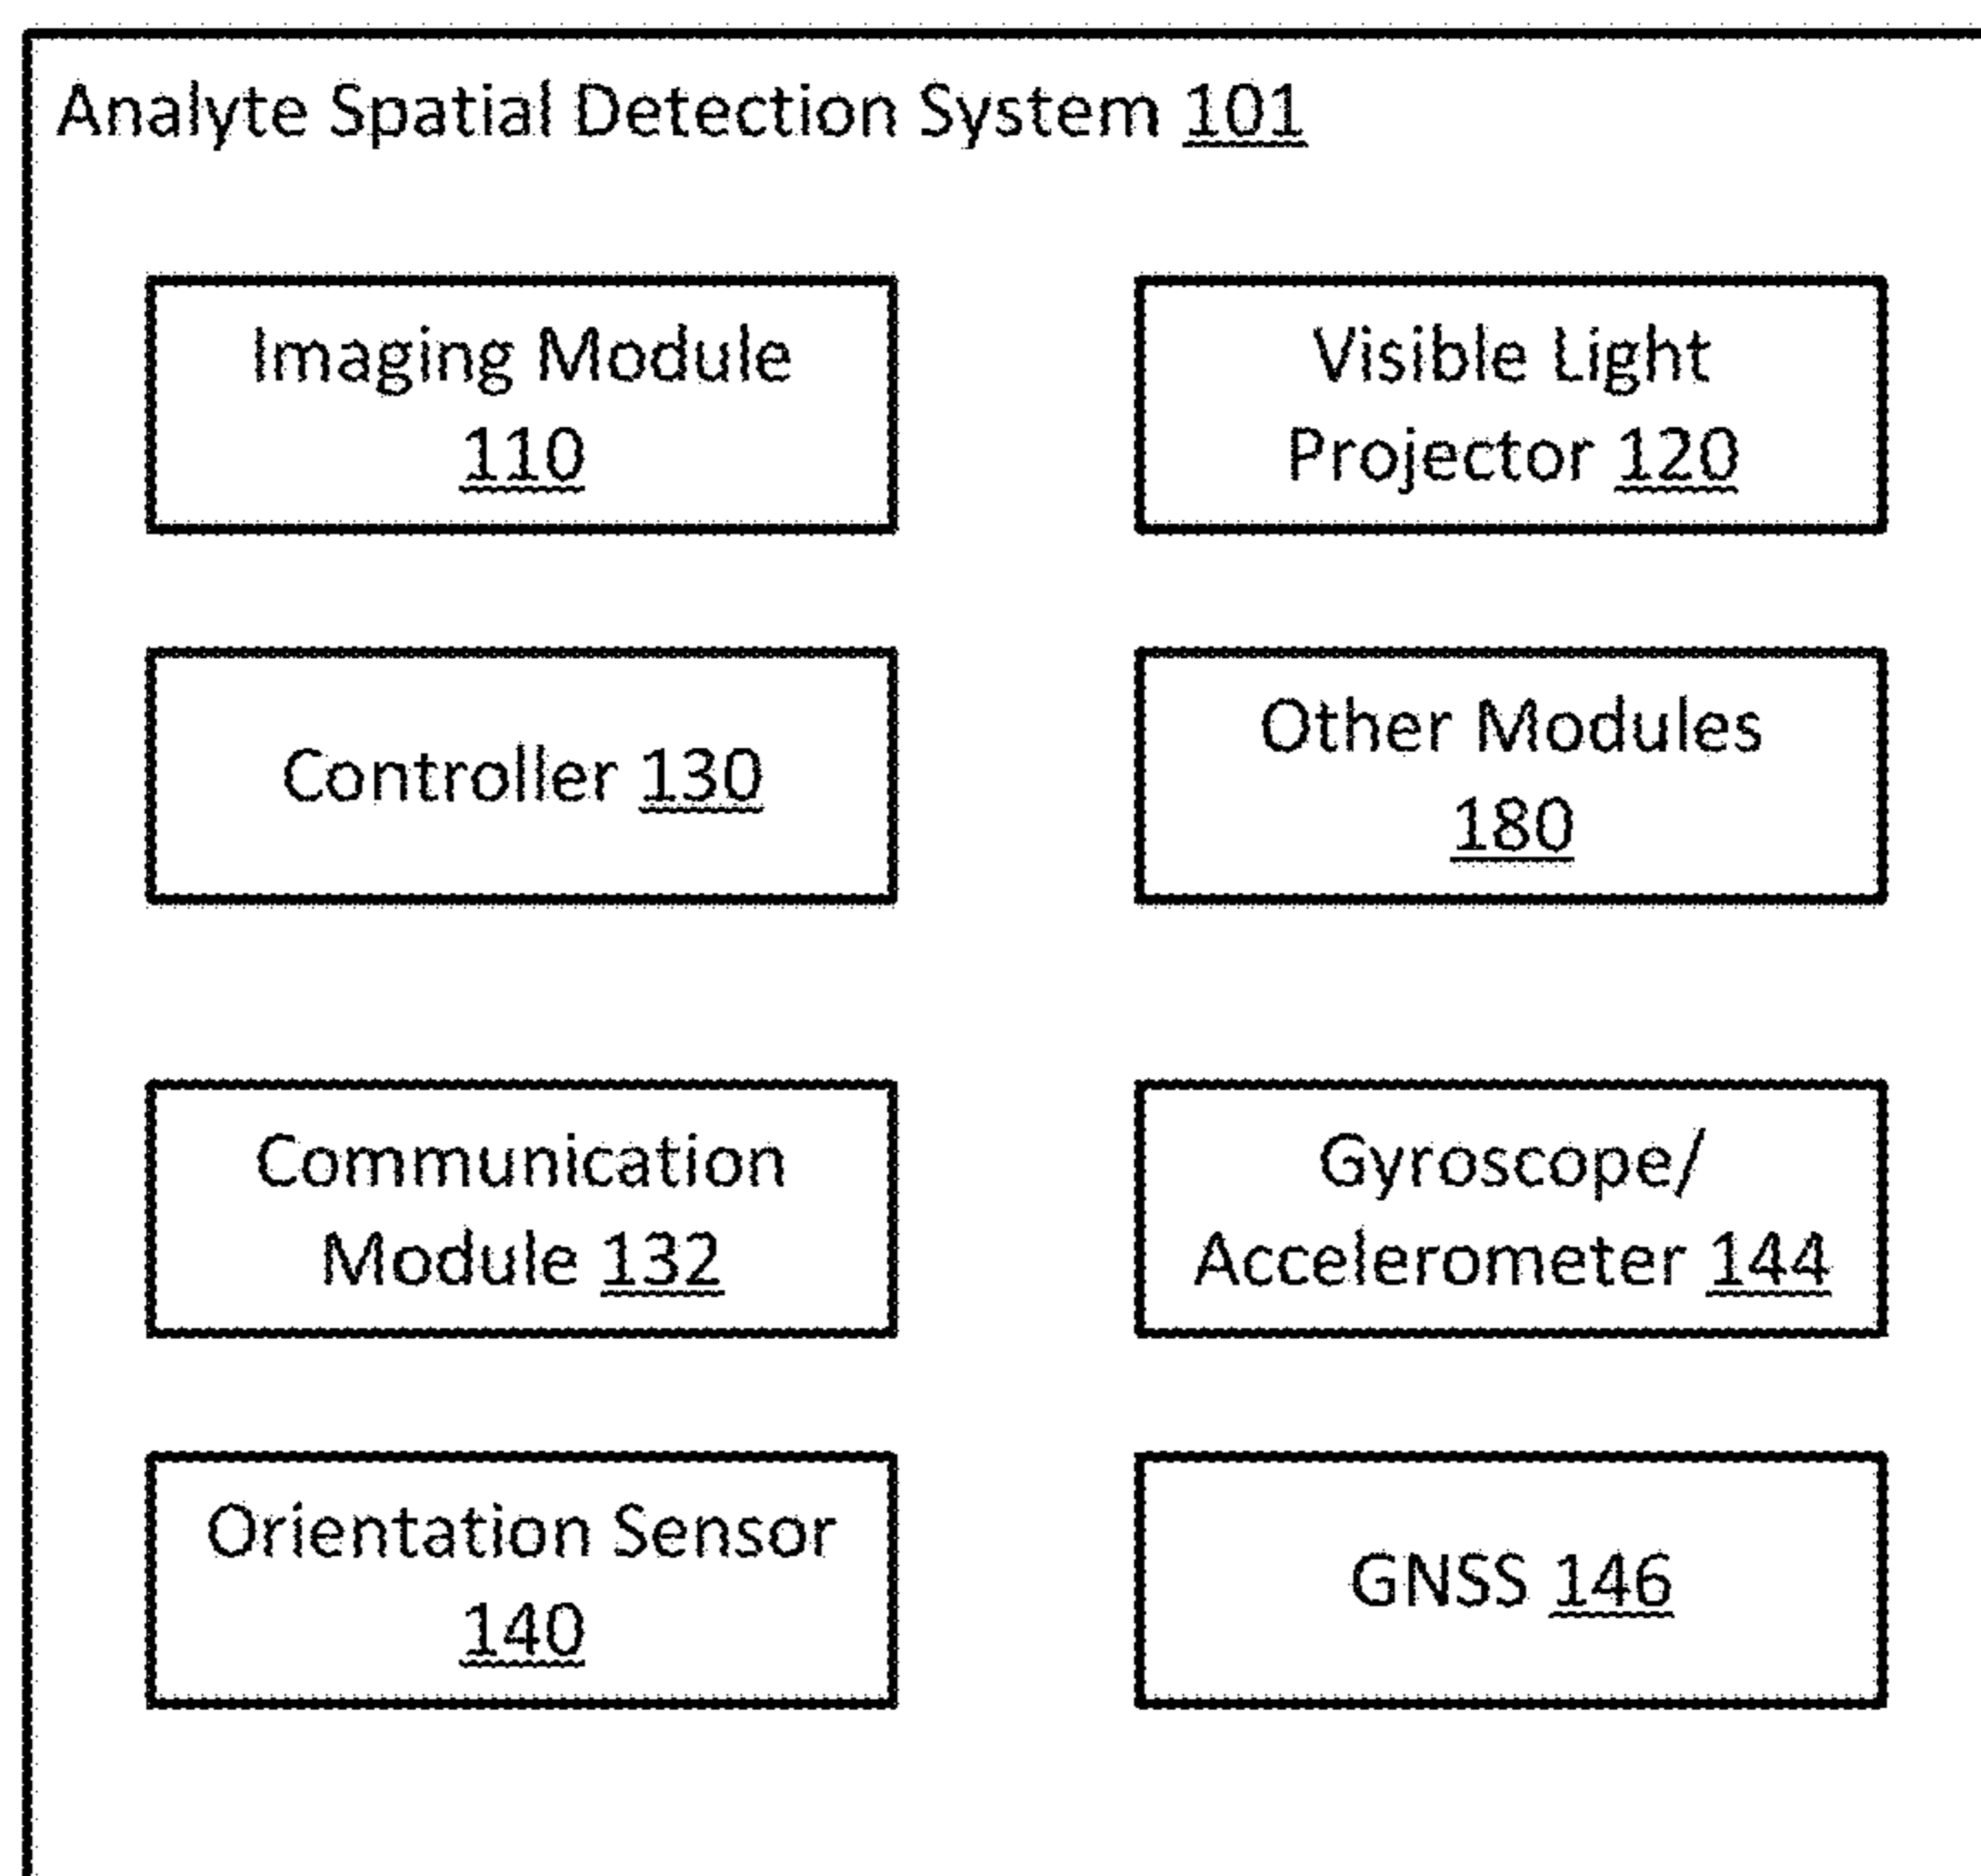 Analyte Spatial Detection System 101
Imaging Module
110
Visible Light
Projector 120
Controller 130
Other Modules
180
Communication
Module 132
Gyroscope/
Accelerometer 144
Orientation Sensor
140
GNSS 146